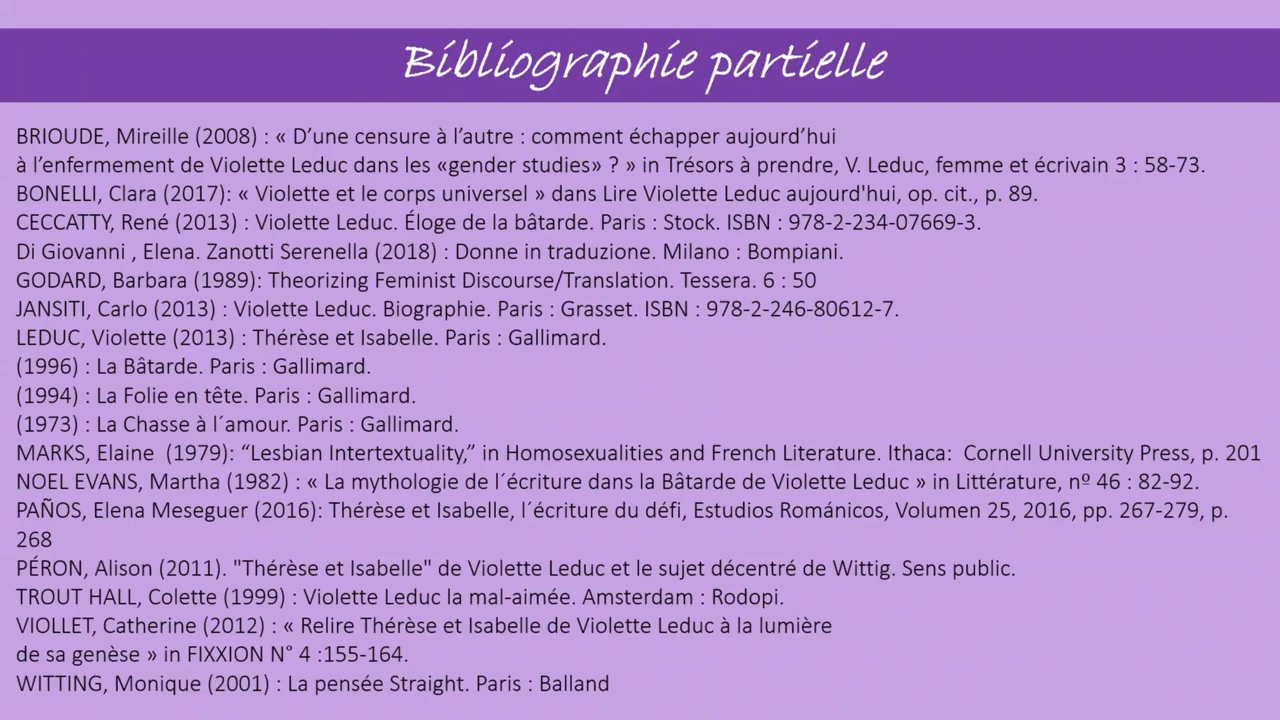 Bibliographie partielle
BRIOUDE, Mireille (2008) : « D’une censure à l’autre : comment échapper aujourd’hui
à l’enfermement de Violette Leduc dans les «gender studies» ? » in Trésors à prendre, V. Leduc, femme et écrivain 3 : 58-73.
BONELLI, Clara (2017): « Violette et le corps universel » dans Lire Violette Leduc aujourd'hui, op. cit., p. 89.
CECCATTY, René (2013) : Violette Leduc. Éloge de la bâtarde. Paris : Stock. ISBN : 978-2-234-07669-3.
Di Giovanni , Elena. Zanotti Serenella (2018) : Donne in traduzione. Milano : Bompiani.
GODARD, Barbara (1989): Theorizing Feminist Discourse/Translation. Tessera. 6 : 50
JANSITI, Carlo (2013) : Violette Leduc. Biographie. Paris : Grasset. ISBN : 978-2-246-80612-7.
LEDUC, Violette (2013) : Thérèse et Isabelle. Paris : Gallimard.
(1996) : La Bâtarde. Paris : Gallimard.
(1994) : La Folie en tête. Paris : Gallimard.
(1973) : La Chasse à l´amour. Paris : Gallimard.
MARKS, Elaine  (1979): “Lesbian Intertextuality,” in Homosexualities and French Literature. Ithaca:  Cornell University Press, p. 201
NOEL EVANS, Martha (1982) : « La mythologie de l´écriture dans la Bâtarde de Violette Leduc » in Littérature, nº 46 : 82-92.
PAÑOS, Elena Meseguer (2016): Thérèse et Isabelle, l´écriture du défi, Estudios Románicos, Volumen 25, 2016, pp. 267-279, p.
268
PÉRON, Alison (2011). "Thérèse et Isabelle" de Violette Leduc et le sujet décentré de Wittig. Sens public.
TROUT HALL, Colette (1999) : Violette Leduc la mal-aimée. Amsterdam : Rodopi.
VIOLLET, Catherine (2012) : « Relire Thérèse et Isabelle de Violette Leduc à la lumière
de sa genèse » in FIXXION N° 4 :155-164.
WITTING, Monique (2001) : La pensée Straight. Paris : Balland